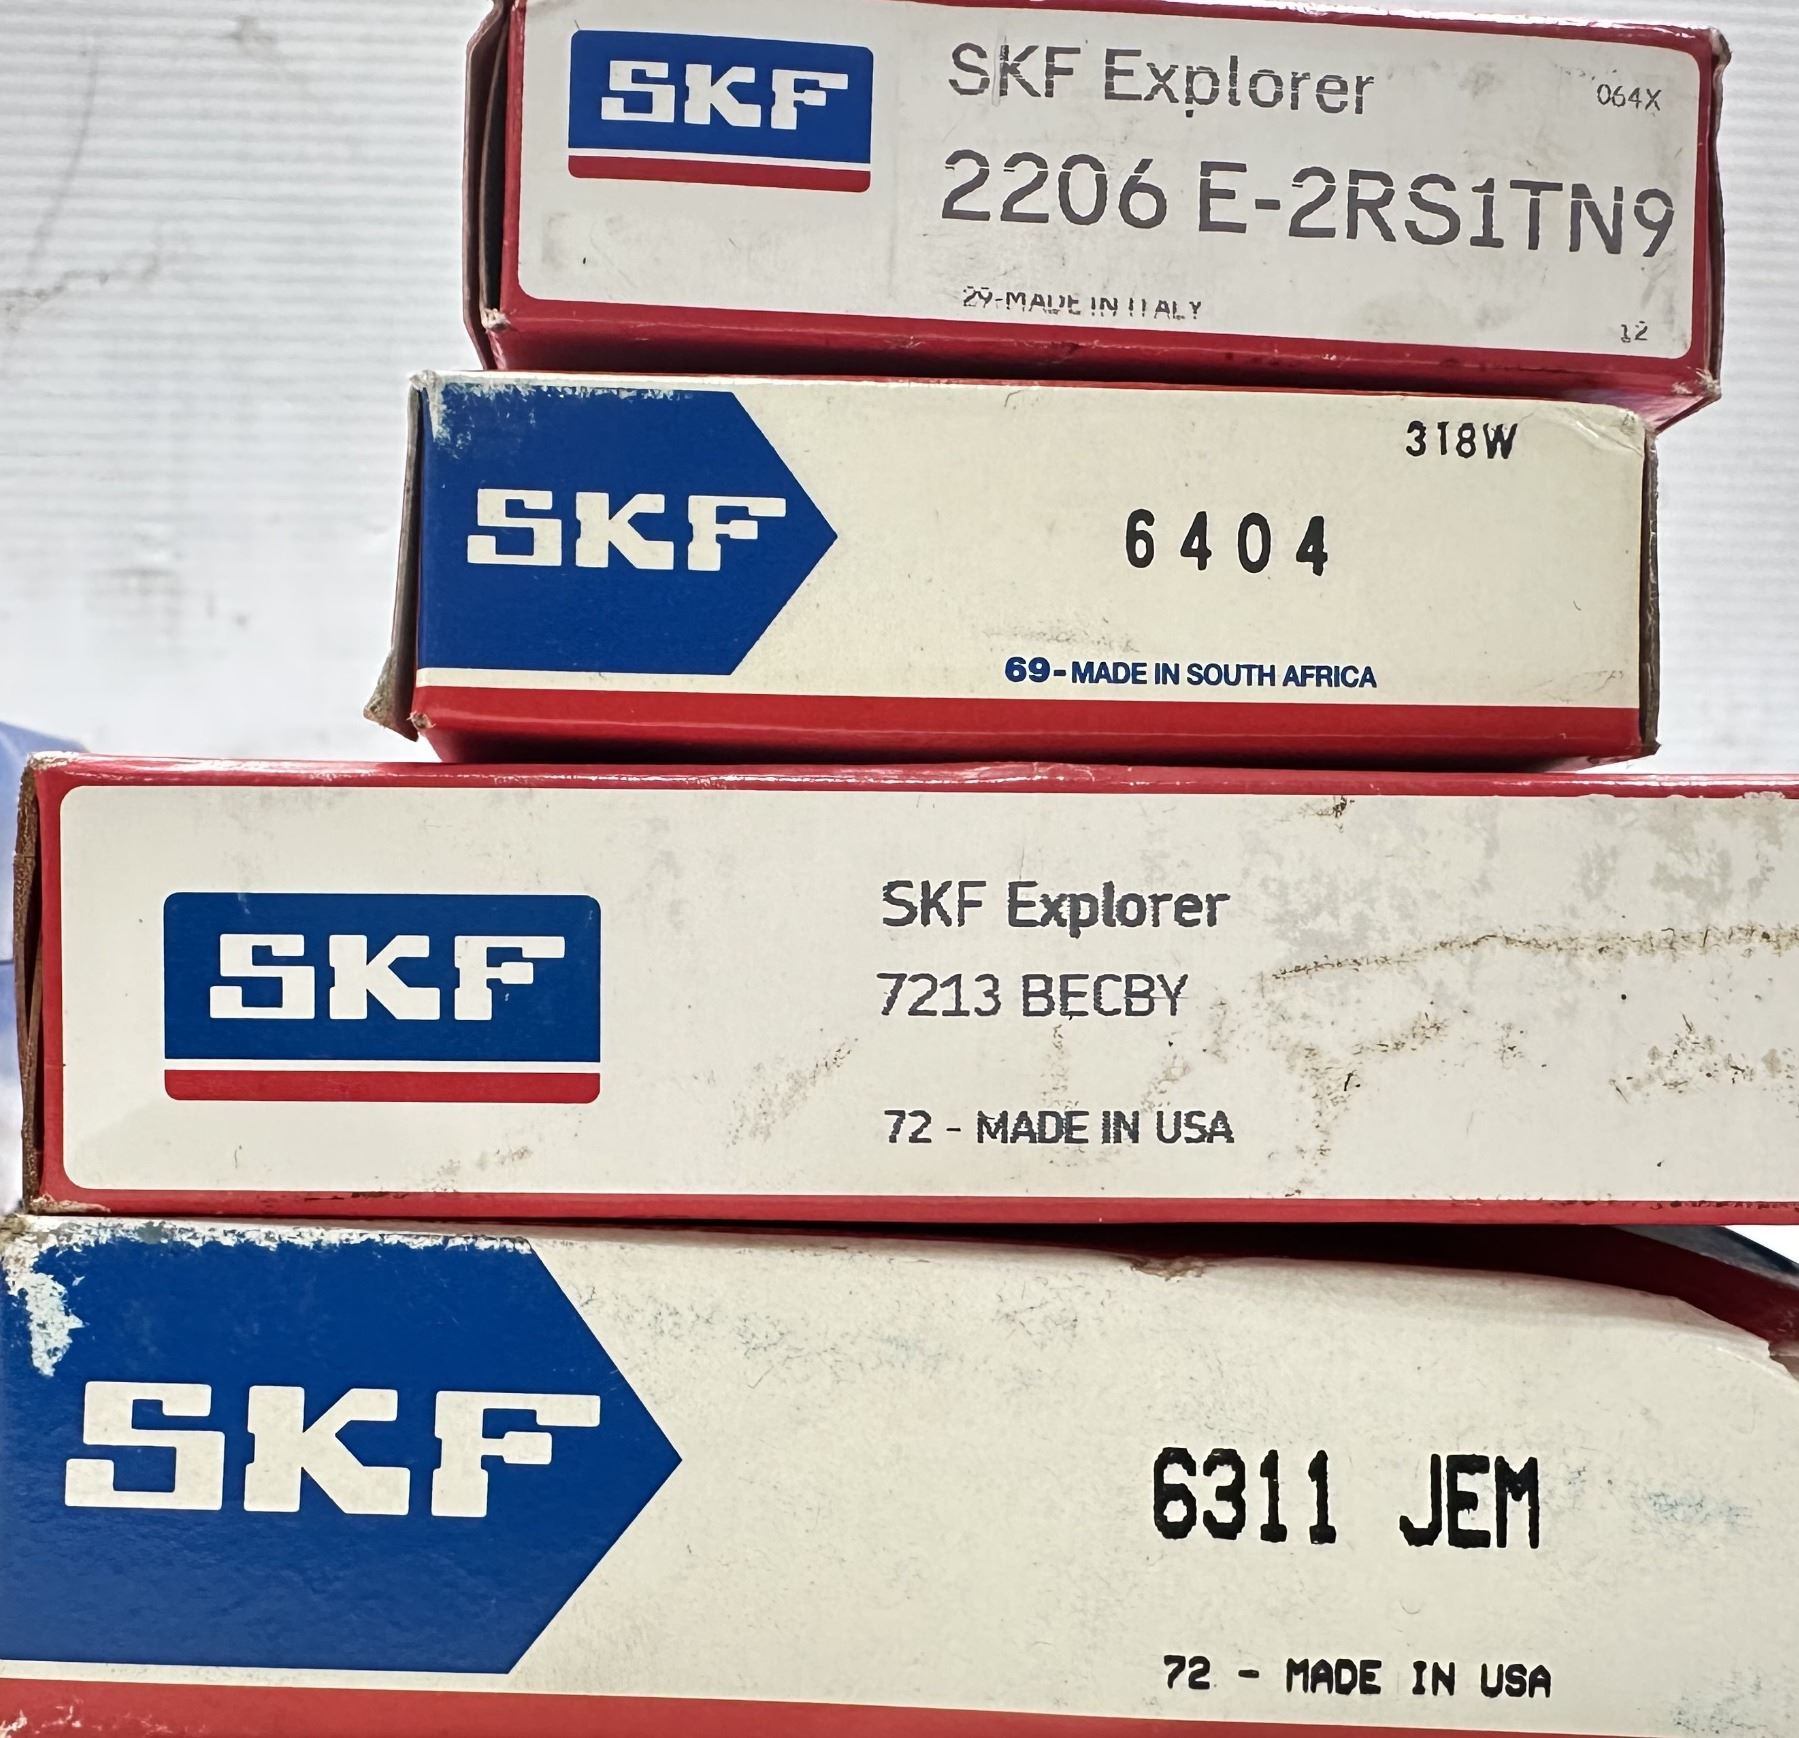 SKF
SKF Explorer
064X
2206 E-2RS1TN9
29-MADE IN ITALY
12
SKF
318W
6404
69-MADE IN SOUTH AFRICA
SKF
SKF Explorer
7213 BECBY
72 - MADE IN USA
SKF
6311 JEM
72 - MADE IN USA